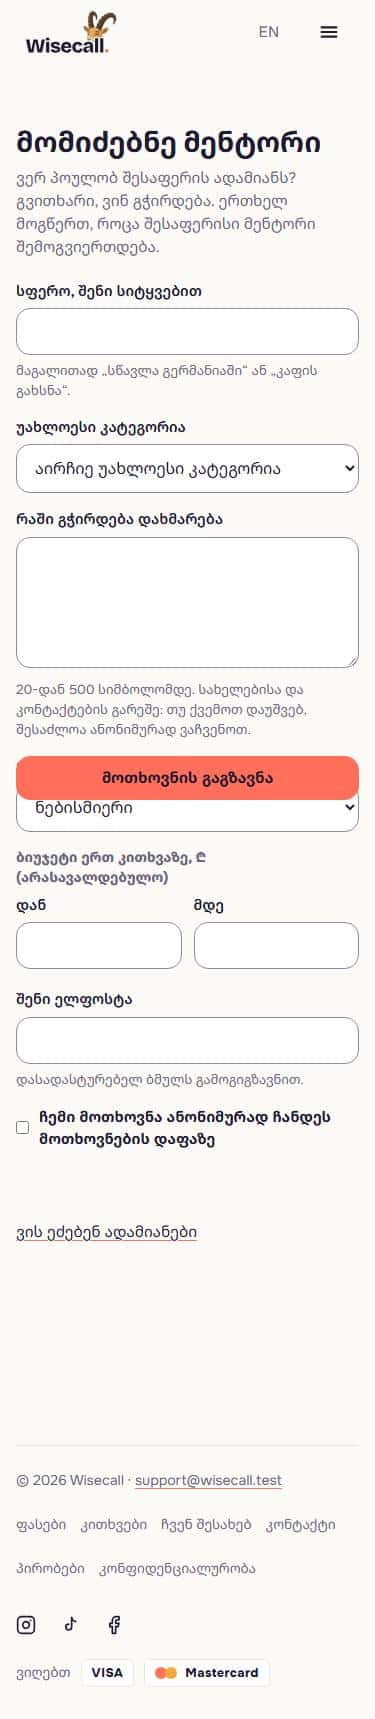 Wisecall.
EN
მომიძებნე მენტორი
ვერ პოულობ შესაფერის ადამიანს?
გვითხარი, ვინ გჭირდება. ერთხელ
მოგწერთ, როცა შესაფერისი მენტორი
შემოგვიერთდება.
სფერო, შენი სიტყვებით
მაგალითად „სწავლა გერმანიაში“ ან „კაფის
გახსნა“.
უახლოესი კატეგორია
აირჩიე უახლოესი კატეგორია
რაში გჭირდება დახმარება
20-დან 500 სიმბოლომდე. სახელებისა და
კონტაქტების გარეშე: თუ ქვემოთ დაუშვებ,
შესაძლოა ანონიმურად ვაჩვენოთ.
მოთხოვნის გაგზავნა
ნებისმიერი
ბიუჯეტი ერთ კითხვაზე, ₾
(არასავალდებულო)
დან მდე
შენი ელფოსტა
დასადასტურებელ ბმულს გამოგიგზავნით.
ჩემი მოთხოვნა ანონიმურად ჩანდეს
მოთხოვნების დაფაზე
ვის ეძებენ ადამიანები
© 2026 Wisecall · support@wisecall.test
ფასები კითხვები ჩვენ შესახებ კონტაქტი
პირობები კონფიდენციალურობა
ვიღებთ VISA Mastercard